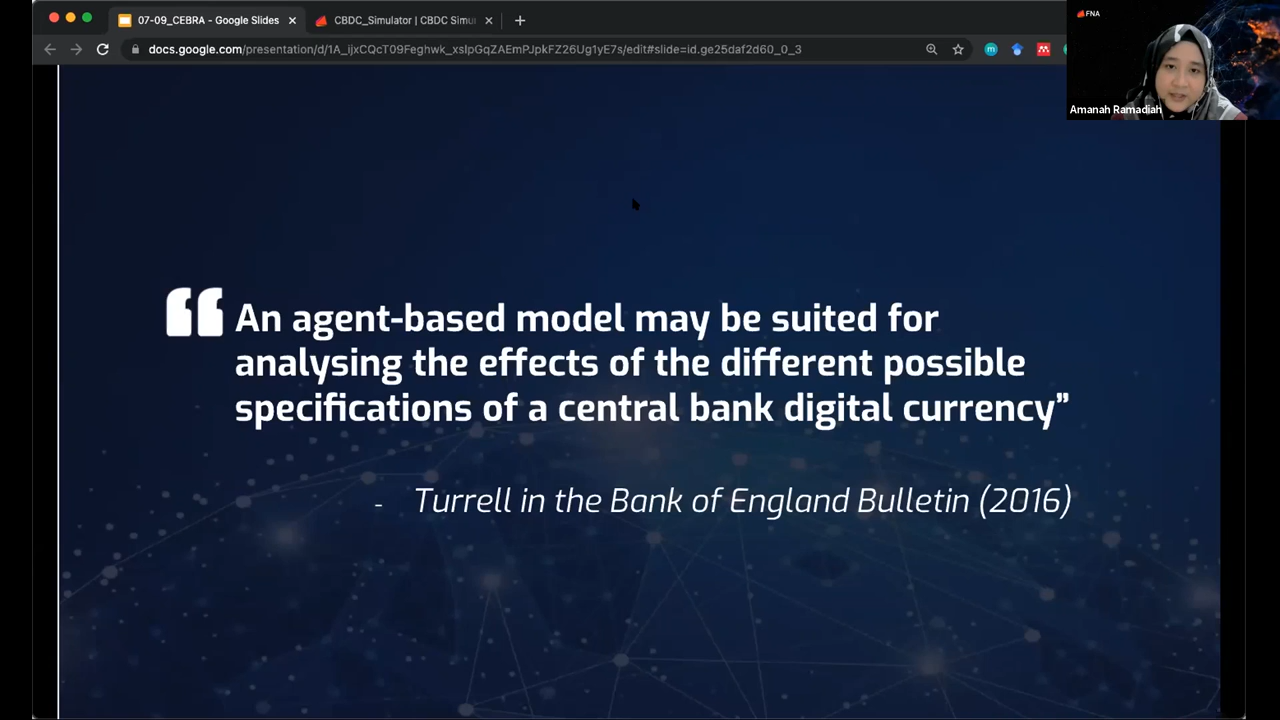 07-09_CEBRA - Google Slides
CBDC_Simulator | CBDC Simu
docs.google.com/presentation/d/1A_ijxCQcT09Feghwk_xsIpGqZAEmPJpkFZ26Ug1yE7s/edit#slide=id.ge25daf2d60_0_3
FNA
Amanah Ramadiah
“An agent-based model may be suited for
analysing the effects of the different possible
specifications of a central bank digital currency”
- Turrell in the Bank of England Bulletin (2016)